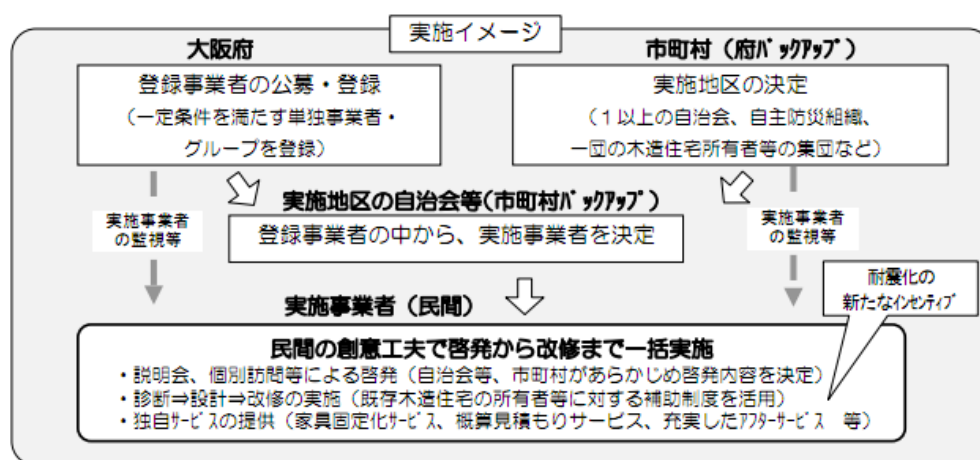 実施イメージ
大阪府
市町村（府ﾊﾞｯｸｱｯﾌﾟ）
登録事業者の公募・登録
（一定条件を満たす単独事業者・
グループを登録）
実施地区の決定
（１以上の自治会、自主防災組織、
一団の木造住宅所有者等の集団など）
実施事業者
の監視等
実施地区の自治会等(市町村ﾊﾞｯｸｱｯﾌﾟ)
登録事業者の中から、実施事業者を決定
実施事業者
の監視等
耐震化の
新たなｲﾝｾﾝﾃｨﾌﾞ
実施事業者（民間）
民間の創意工夫で啓発から改修まで一括実施
・説明会、個別訪問等による啓発（自治会等、市町村があらかじめ啓発内容を決定）
・診断⇒設計⇒改修の実施（既存木造住宅の所有者等に対する補助制度を活用）
・独自ｻｰﾋﾞｽの提供（家具固定化ｻｰﾋﾞｽ、概算見積もりｻｰﾋﾞｽ、充実したｱﾌﾀｰｻｰﾋﾞｽ　等）